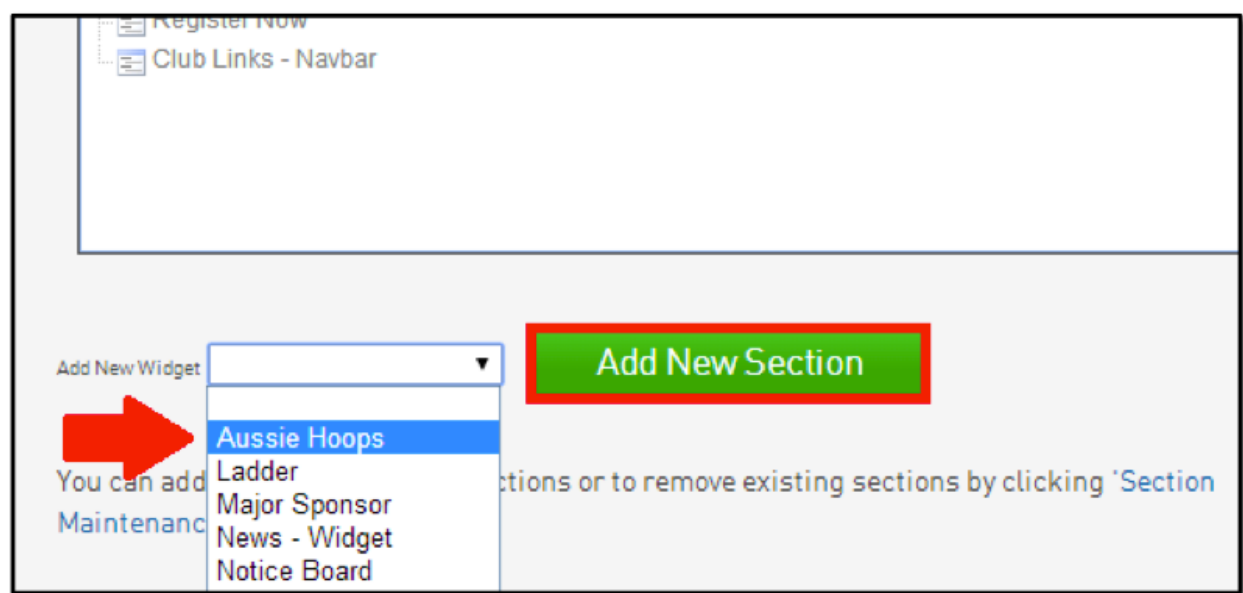 Register Now
Club Links - Navbar
Add New Widget
Add New Section
Aussie Hoops
Ladder
Major Sponsor
News - Widget
Notice Board
You can add ctions or to remove existing sections by clicking 'Section
Maintenanc